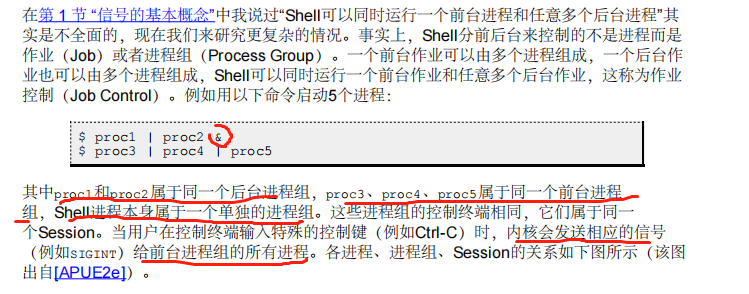 在第 1 节 “信号的基本概念”中我说过“Shell可以同时运行一个前台进程和任意多个后台进程”其
实是不全面的，现在我们来研究更复杂的情况。事实上，Shell分前后台来控制的不是进程而是
作业（Job）或者进程组（Process Group）。一个前台作业可以由多个进程组成，一个后台作
业也可以由多个进程组成，Shell可以同时运行一个前台作业和任意多个后台作业，这称为作业
控制（Job Control）。例如用以下命令启动5个进程：
$ proc1 | proc2 &
$ proc3 | proc4 | proc5
其中proc1和proc2属于同一个后台进程组，proc3、proc4、proc5属于同一个前台进程
组，Shell进程本身属于一个单独的进程组。这些进程组的控制终端相同，它们属于同一
个Session。当用户在控制终端输入特殊的控制键（例如Ctrl-C）时，内核会发送相应的信号
（例如SIGINT）给前台进程组的所有进程。各进程、进程组、Session的关系如下图所示（该图
出自[APUE2e]）。